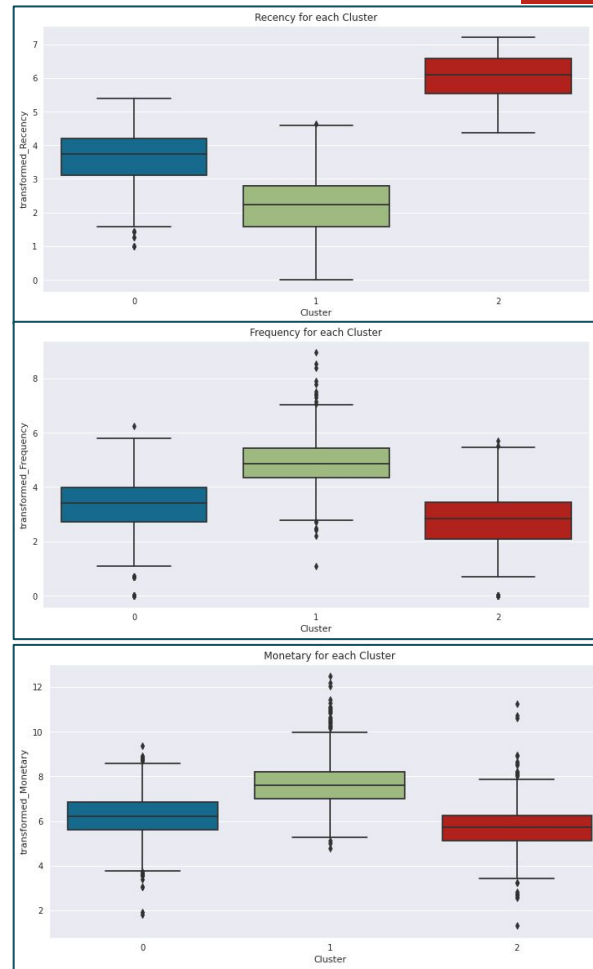 Recency for each Cluster
7
6
5
4
3
2
1
0
transformed_Recency
0 1 2
Cluster
Frequency for each Cluster
8
6
4
2
0
transformed_Frequency
0 1 2
Cluster
Monetary for each Cluster
12
10
8
6
4
2
transformed_Monetary
0 1 2
Cluster